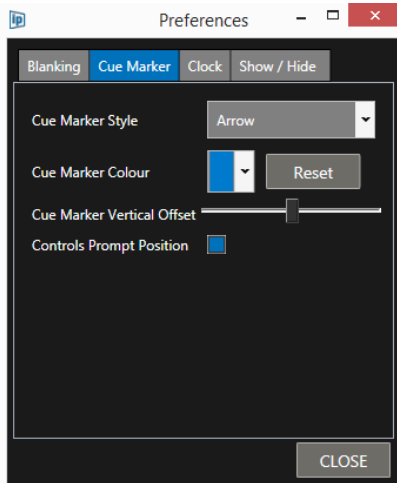 ip Preferences
Blanking Cue Marker Clock Show / Hide
Cue Marker Style Arrow
Cue Marker Colour Reset
Cue Marker Vertical Offset
Controls Prompt Position
CLOSE